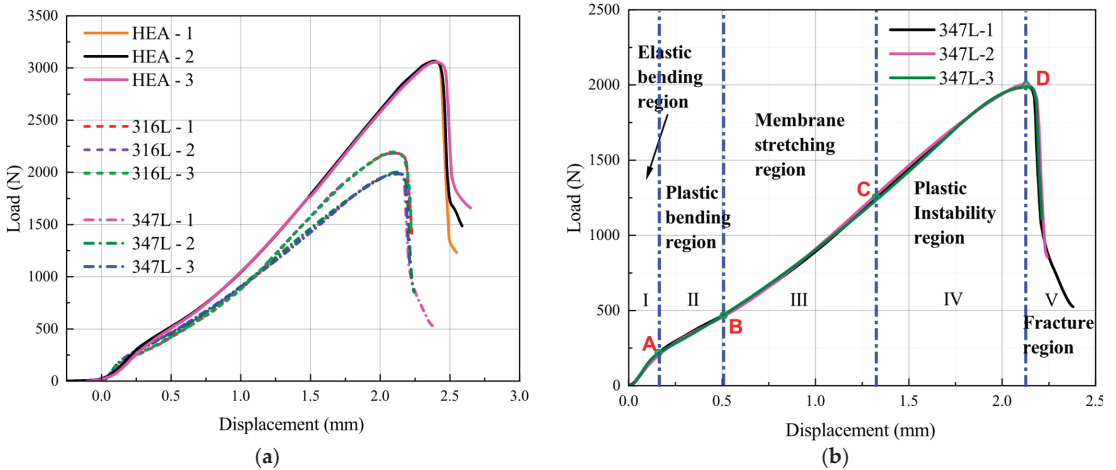 3500
3000
2500
2000
1500
1000
500
0
Load (N)
HEA - 1
HEA - 2
HEA - 3
316L - 1
316L - 2
316L - 3
347L - 1
347L - 2
347L - 3
0.0
0.5
1.0
1.5
2.0
2.5
3.0
Displacement (mm)
(a)
2500
2000
1500
1000
500
0
Load (N)
347L-1
347L-2
347L-3
Elastic
bending
region
Plastic
bending
region
Membrane
stretching
region
Plastic
Instability
region
Fracture
region
A
B
C
D
I
II
III
IV
V
0.0
0.5
1.0
1.5
2.0
2.5
Displacement (mm)
(b)